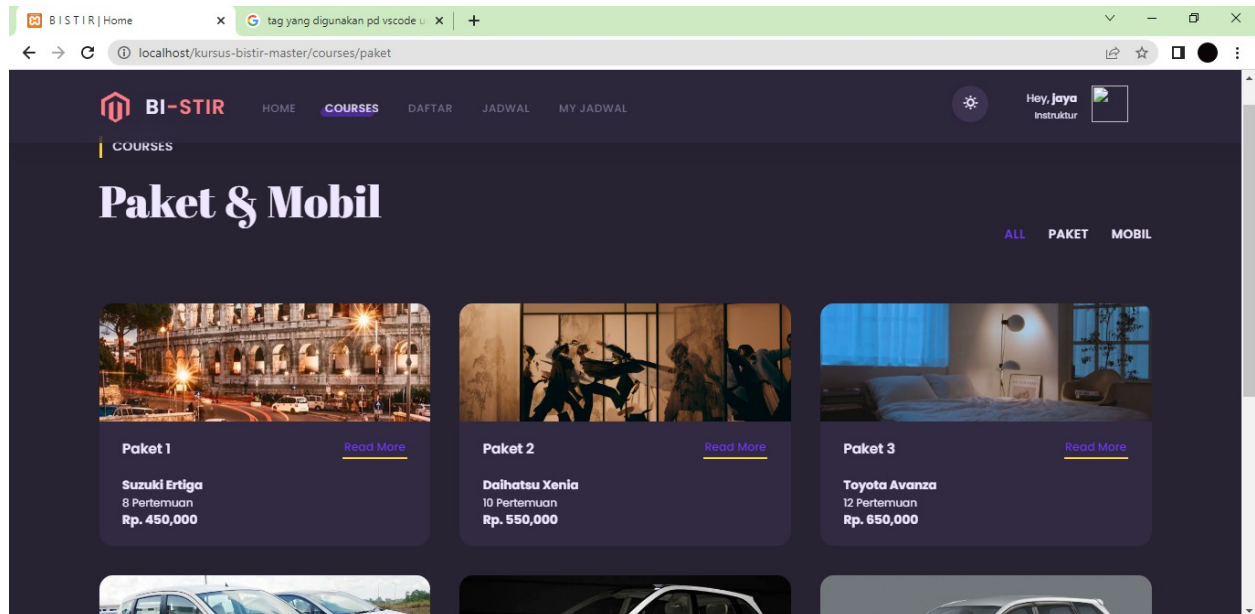 B I S T I R | Home
tag yang digunakan pd vscode u
localhost/kursus-bistir-master/courses/paket
BI-STIR
HOME
COURSES
DAFTAR
JADWAL
MY JADWAL
Hey, jaya
Instruktur
COURSES
Paket & Mobil
ALL
PAKET
MOBIL
Paket 1
Read More
Suzuki Ertiga
8 Pertemuan
Rp. 450,000
Paket 2
Read More
Daihatsu Xenia
10 Pertemuan
Rp. 550,000
Paket 3
Read More
Toyota Avanza
12 Pertemuan
Rp. 650,000